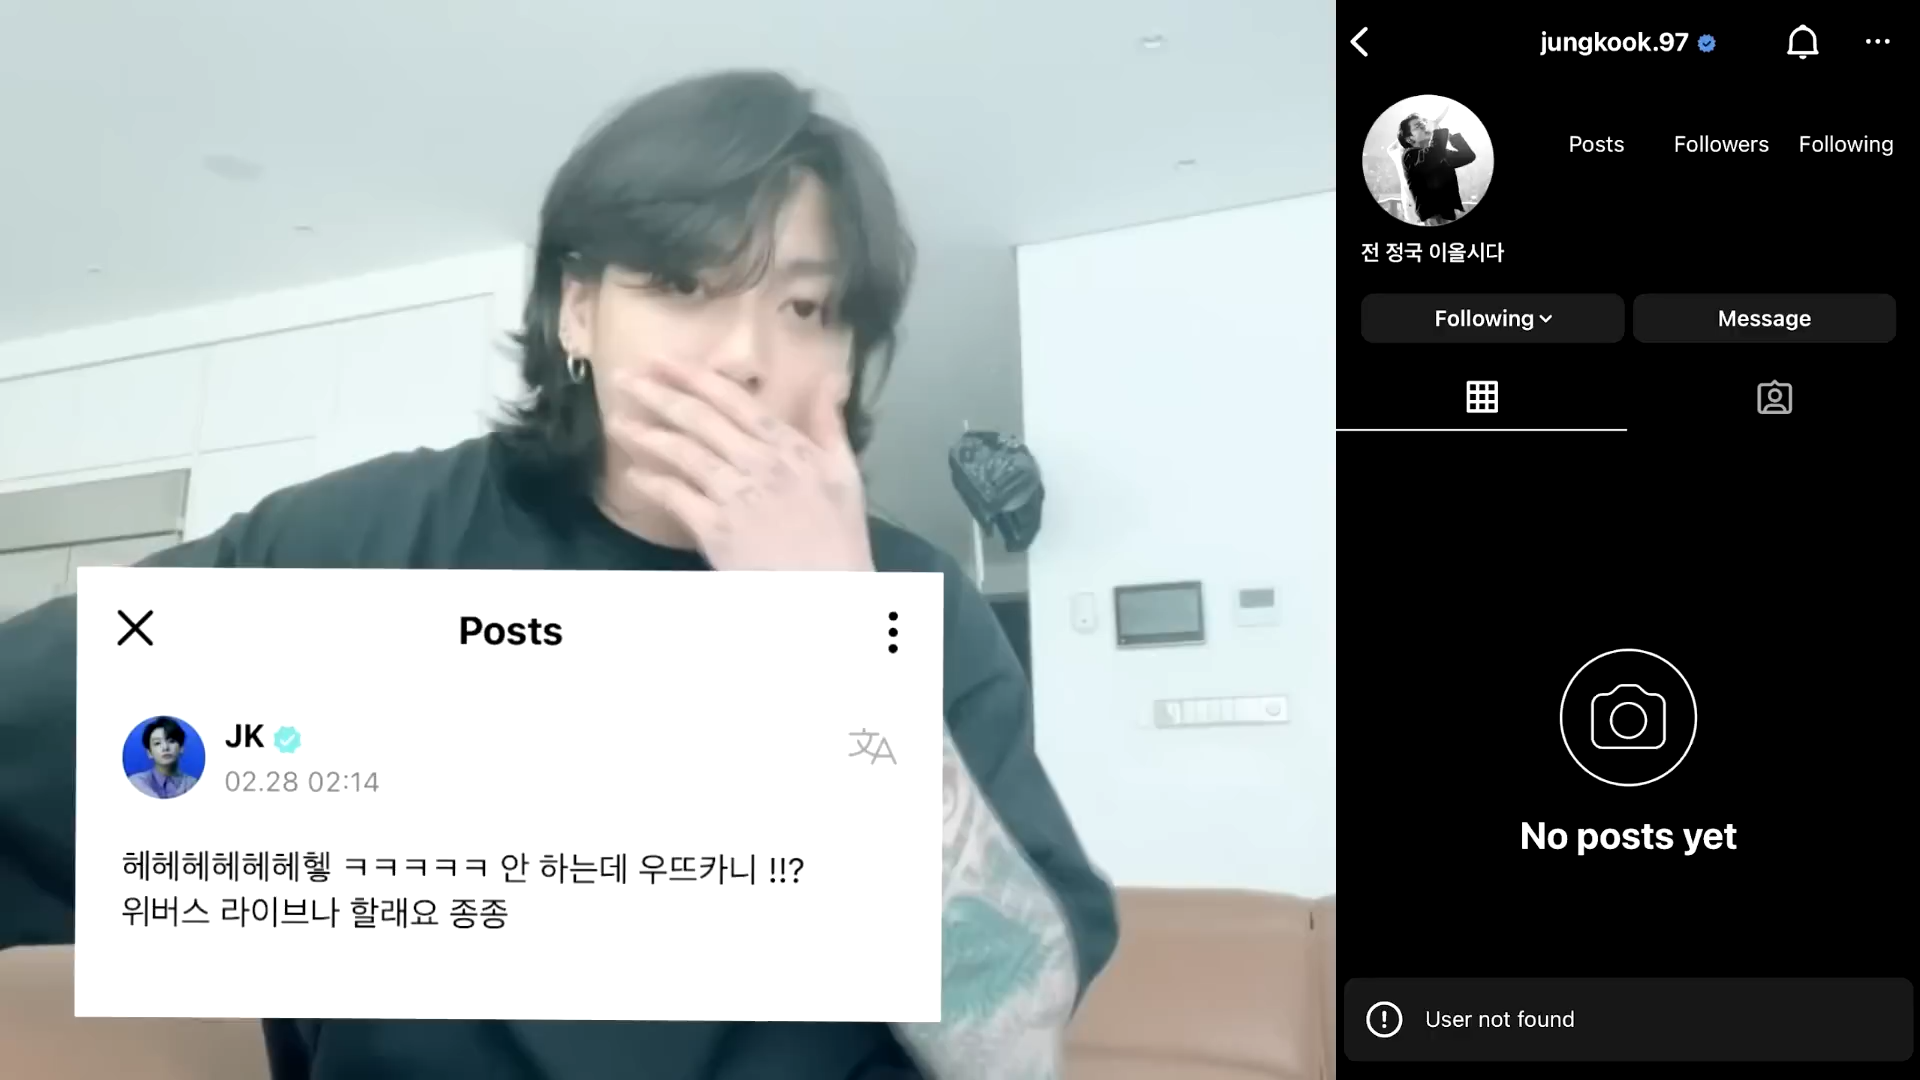 Posts
JK
02.28 02:14
헤헤헤헤헤헤헿 ㅋㅋㅋㅋㅋ 안 하는데 우뜨카니 !!?
위버스 라이브나 할래요 종종
jungkook.97
Posts Followers Following
전 정국 이올시다
Following Message
No posts yet
User not found